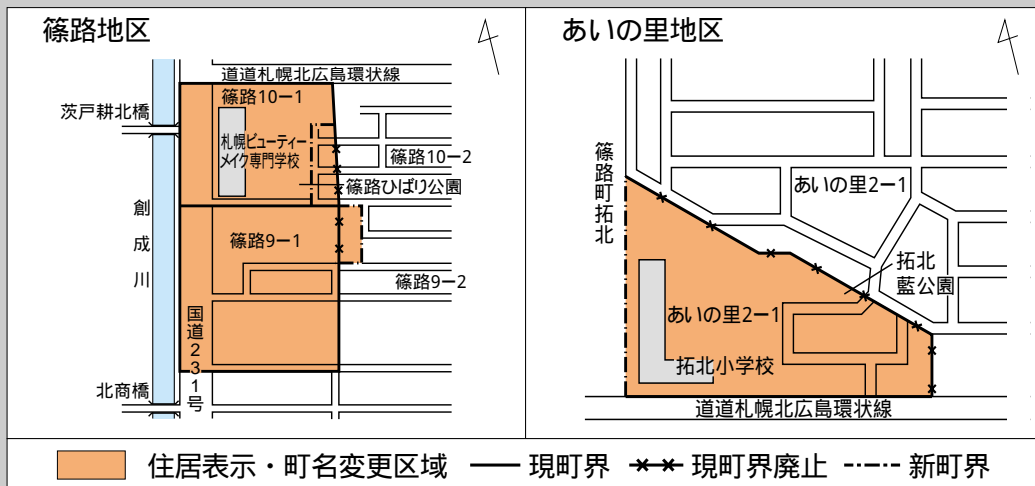 篠路地区
道道札幌北広島環状線
篠路10ー1
茨戸耕北橋
札幌ビューティー
メイク専門学校
篠路10ー2
篠路ひばり公園
創成川
篠路9ー1
篠路9ー2
国道231号
北商橋
あいの里地区
篠路町拓北
あいの里2ー1
拓北
藍公園
あいの里2ー1
拓北小学校
道道札幌北広島環状線
住居表示・町名変更区域 現町界 現町界廃止 新町界